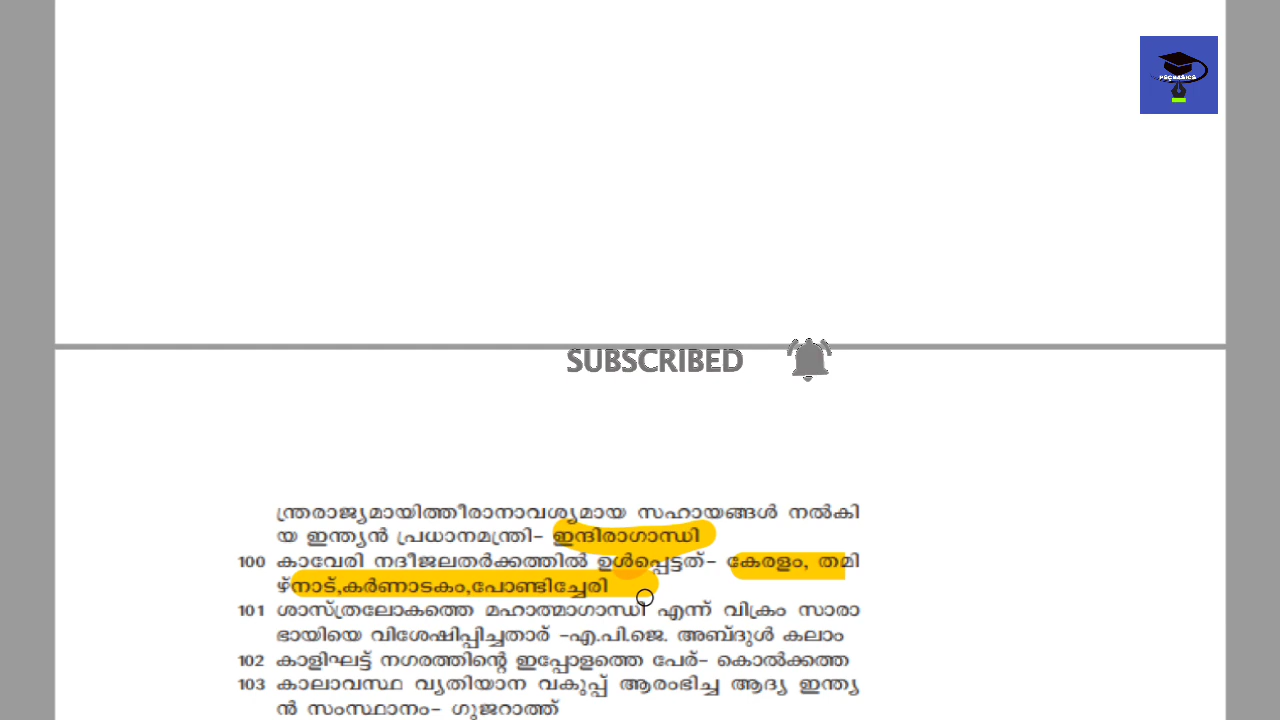 PSCBASICS
SUBSCRIBED
ന്ത്രരാജ്യമായിത്തീരാനാവശ്യമായ സഹായങ്ങൾ നൽകി
യ ഇന്ത്യൻ പ്രധാനമന്ത്രി- ഇന്ദിരാഗാന്ധി
100 കാവേരി നദീജലതർക്കത്തിൽ ഉൾപ്പെട്ടത്- കേരളം, തമി
ഴ്നാട്,കർണാടകം,പോണ്ടിച്ചേരി
101 ശാസ്ത്രലോകത്തെ മഹാത്മാഗാന്ധി എന്ന് വിക്രം സാരാ
ഭായിയെ വിശേഷിപ്പിച്ചതാര് -എ.പി.ജെ. അബ്ദുൾ കലാം
102 കാളിഘട്ട് നഗരത്തിന്റെ ഇപ്പോളത്തെ പേര്- കൊൽക്കത്ത
103 കാലാവസ്ഥ വ്യതിയാന വകുപ്പ് ആരംഭിച്ച ആദ്യ ഇന്ത്യ
ൻ സംസ്ഥാനം- ഗുജറാത്ത്